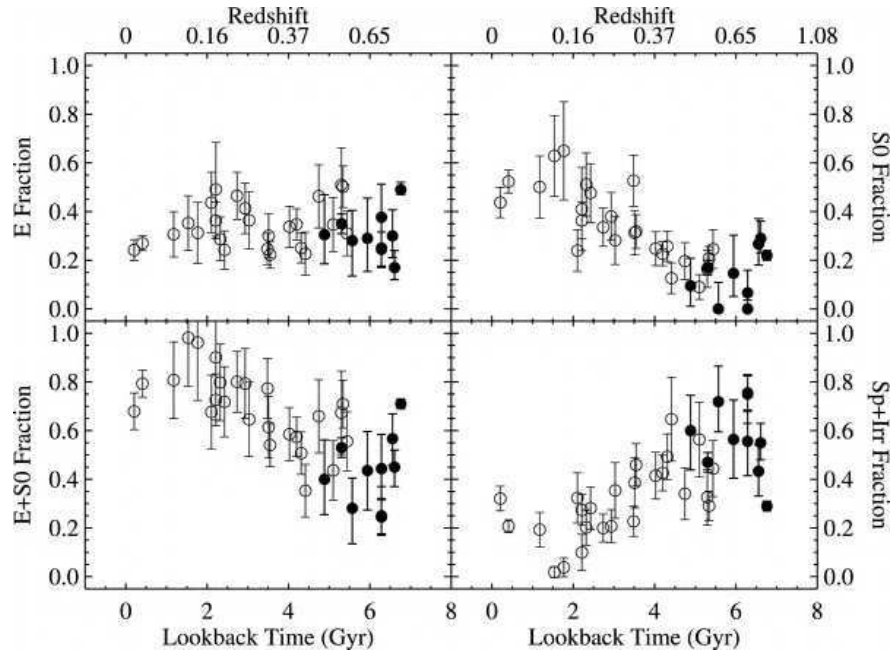 Redshift Redshift
0 0.16 0.37 0.65 0 0.16 0.37 0.65 1.08
1.0 1.0
0.8 0.8
0.6 0.6
0.4 0.4
0.2 0.2
0.0 0.0
E Fraction
S0 Fraction
1.0 1.0
0.8 0.8
0.6 0.6
0.4 0.4
0.2 0.2
0.0 0.0
E+S0 Fraction
Sp+Irr Fraction
0 2 4 6 8 0 2 4 6 8
Lookback Time (Gyr) Lookback Time (Gyr)